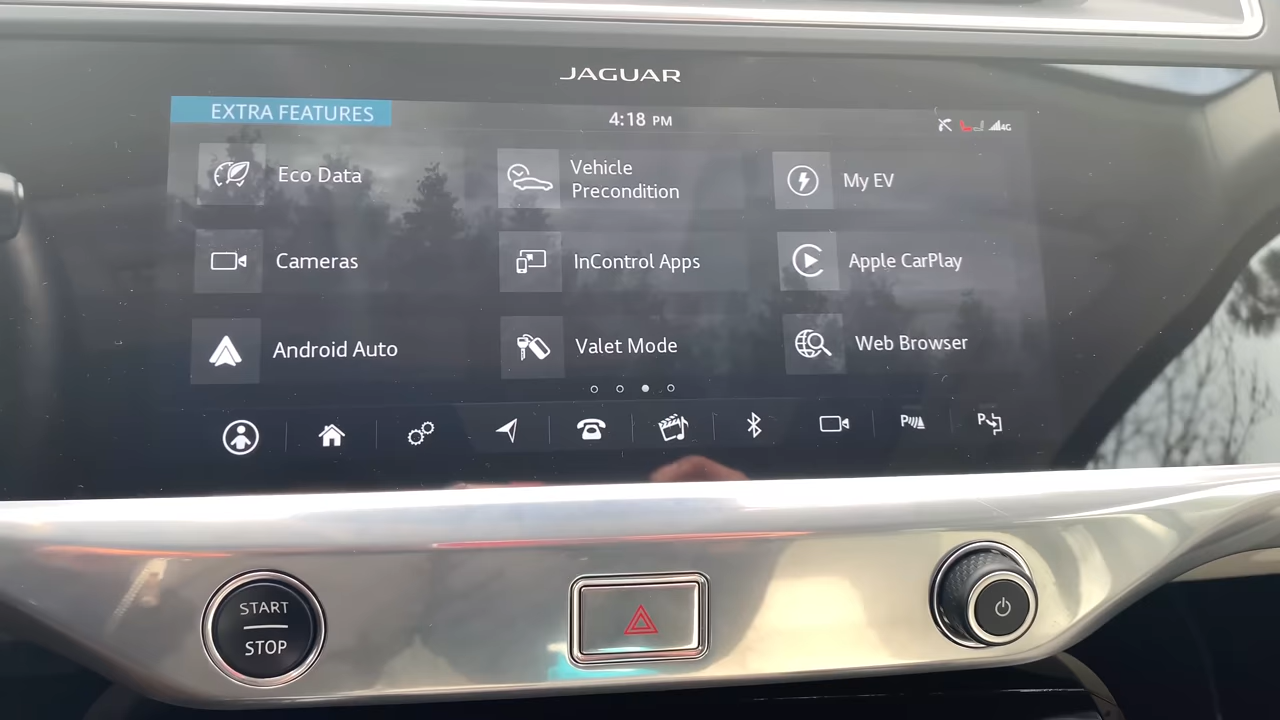 JAGUAR
EXTRA FEATURES
4:18 PM
4G
Eco Data
Vehicle
Precondition
My EV
Cameras
InControl Apps
Apple CarPlay
Android Auto
Valet Mode
Web Browser
P
P
START
STOP